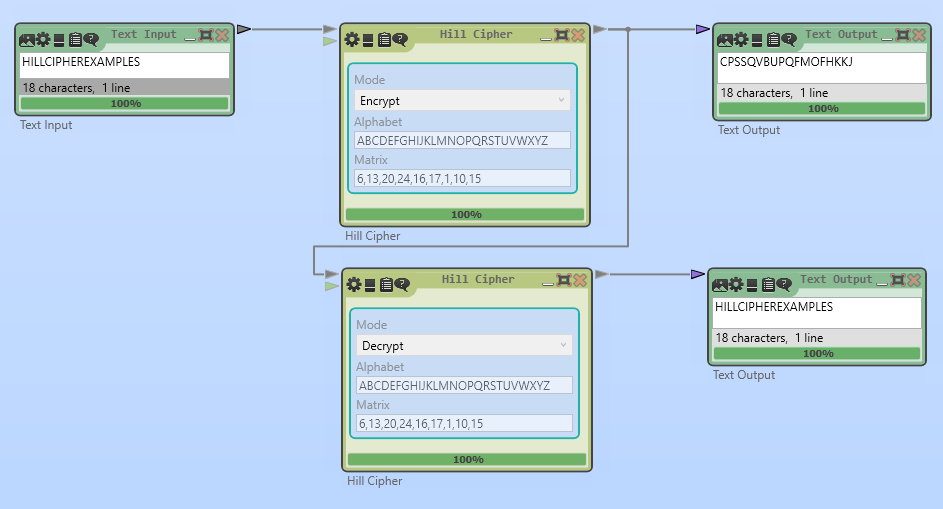 Text Input
HILLCIPHEREXAMPLES
18 characters, 1 line
100%
Text Input
Hill Cipher
Mode
Encrypt
Alphabet
ABCDEFGHIJKLMNOPQRSTUVWXYZ
Matrix
6,13,20,24,16,17,1,10,15
100%
Hill Cipher
Text Output
CPSSQVBUPQFMOFHKKJ
18 characters, 1 line
100%
Text Output
Hill Cipher
Mode
Decrypt
Alphabet
ABCDEFGHIJKLMNOPQRSTUVWXYZ
Matrix
6,13,20,24,16,17,1,10,15
100%
Hill Cipher
Text Output
HILLCIPHEREXAMPLES
18 characters, 1 line
100%
Text Output